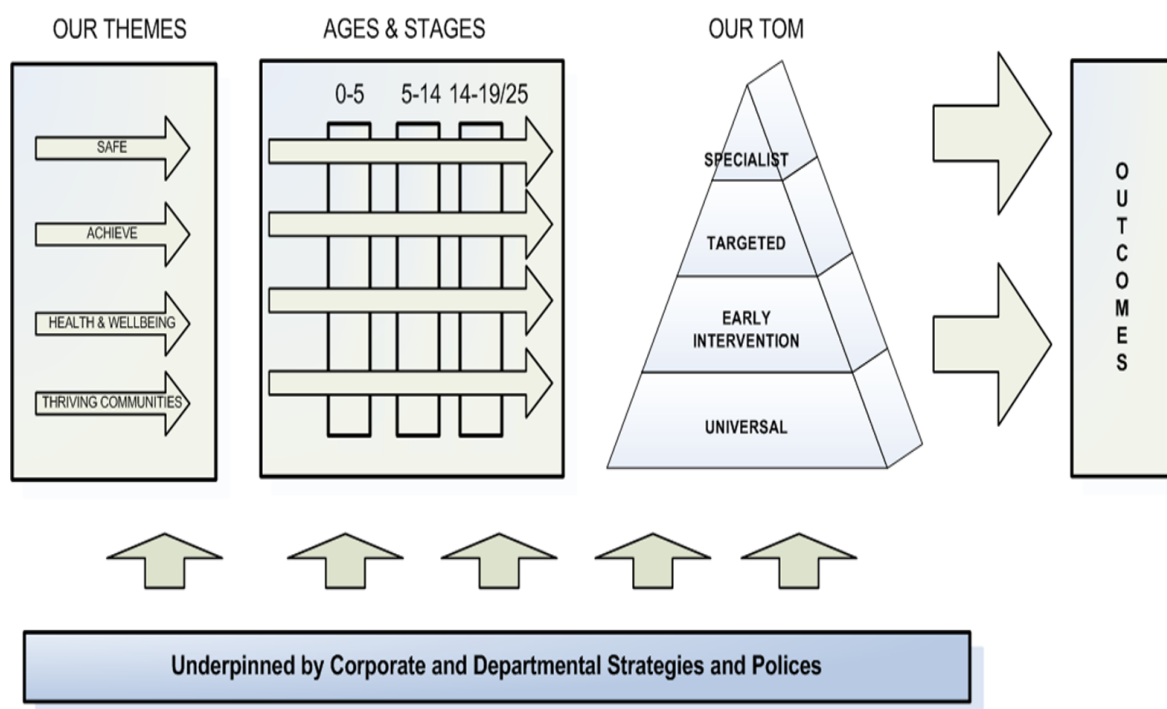 OUR THEMES
SAFE
ACHIEVE
HEALTH & WELLBEING
THRIVING COMMUNITIES
AGES & STAGES
0-5 5-14 14-19/25
OUR TOM
SPECIALIST
TARGETED
EARLY
INTERVENTION
UNIVERSAL
OUTCOMES
Underpinned by Corporate and Departmental Strategies and Polices